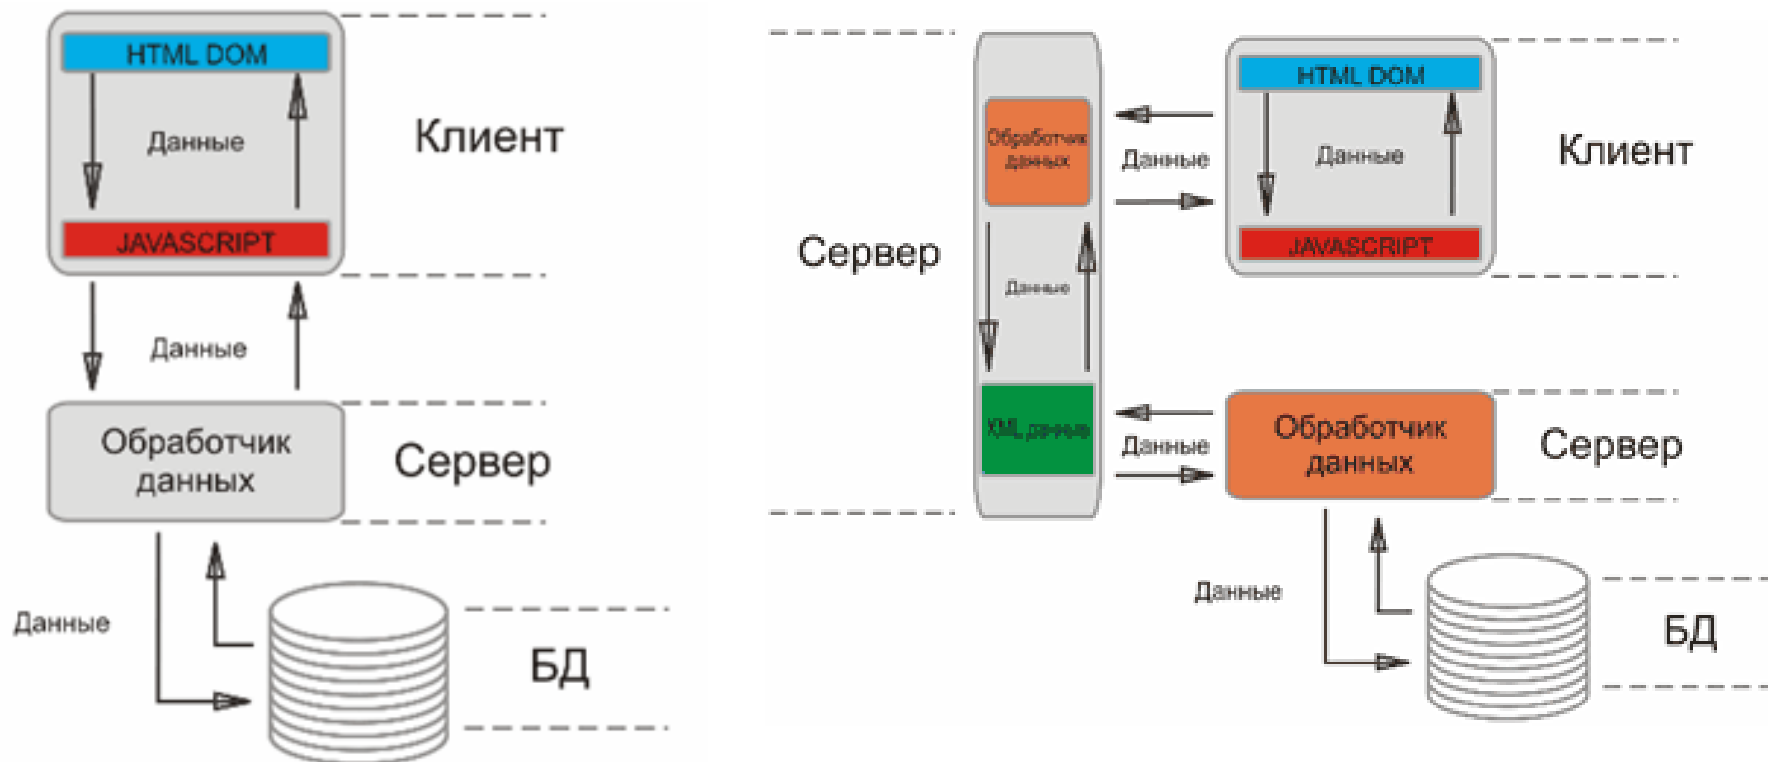 HTML DOM
Данные
Клиент
JAVASCRIPT
Данные
Обработчик
данных
Сервер
Данные
БД
Сервер
Обработчик
данных
Данные
XML данные
Данные
HTML DOM
Данные
Клиент
JAVASCRIPT
Данные
Обработчик
данных
Сервер
Данные
БД